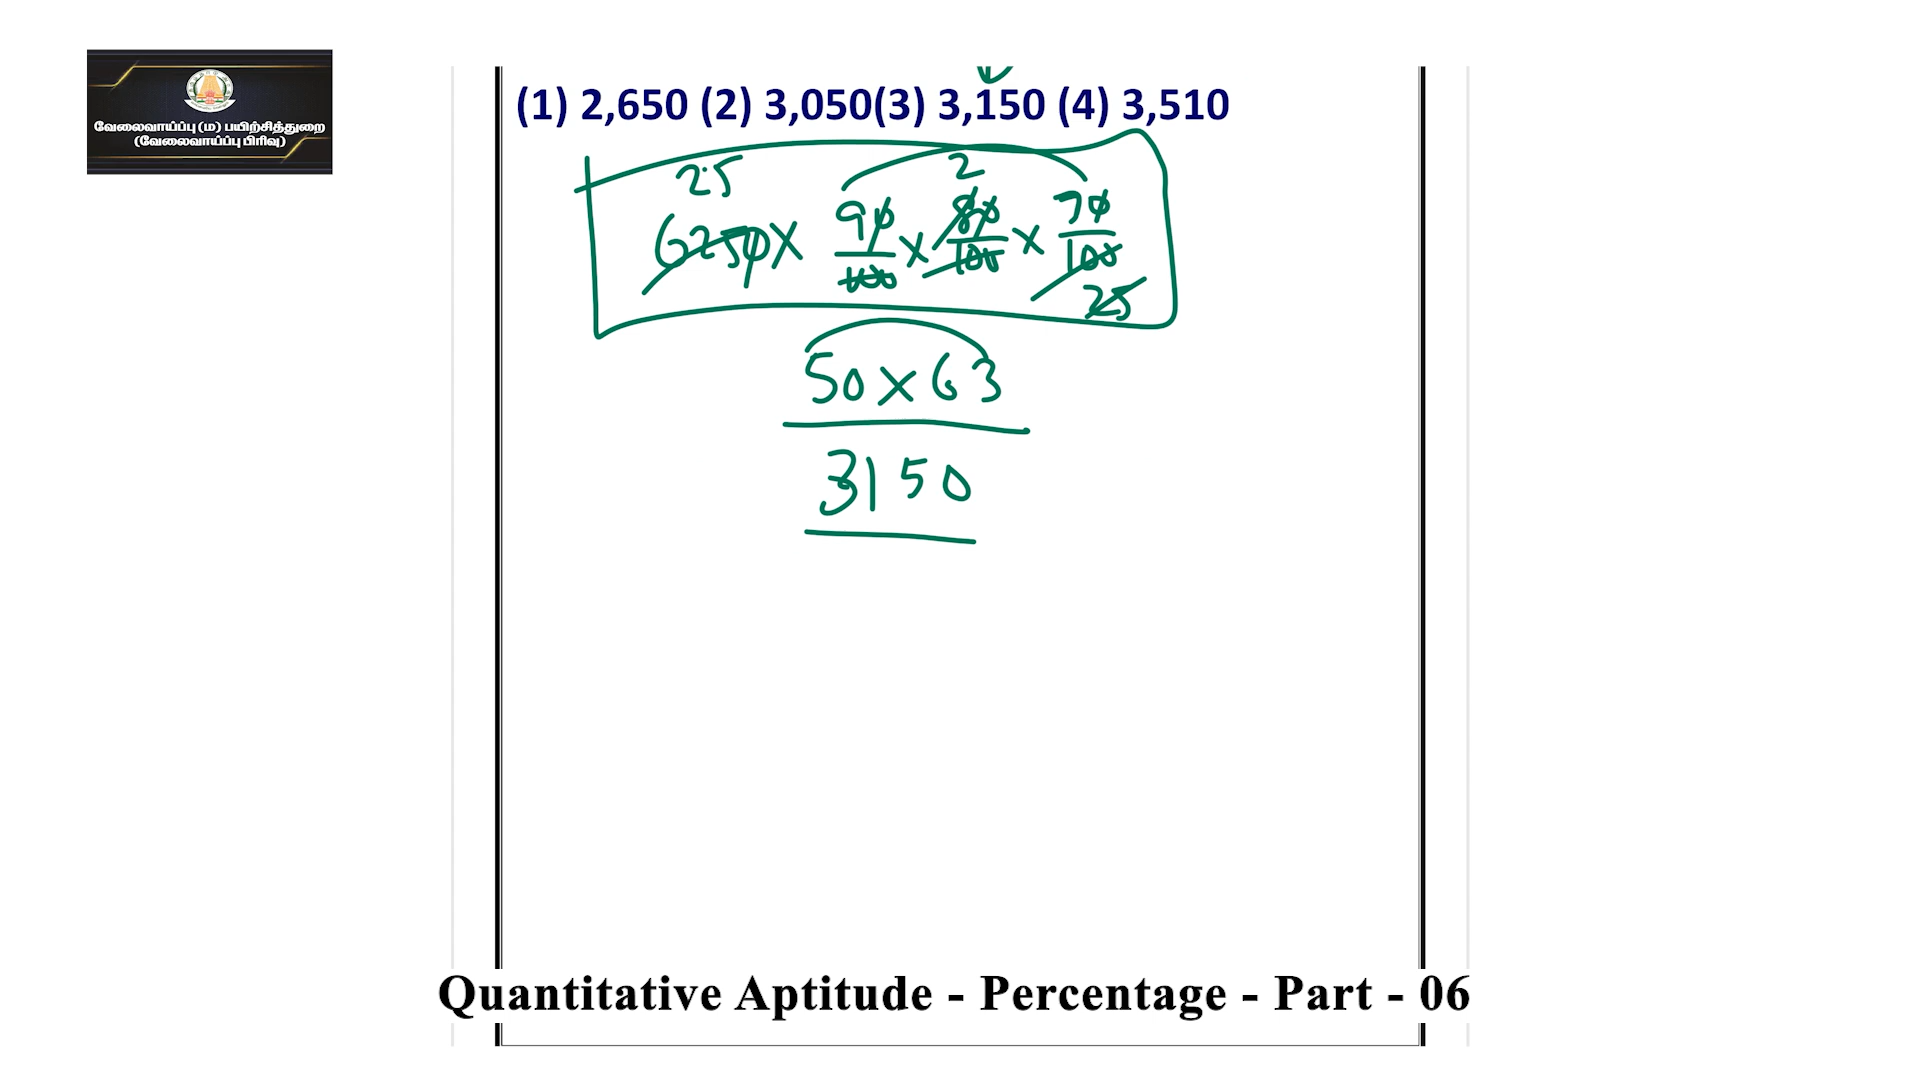 வேலைவாய்ப்பு (ம) பயிற்சித்துறை
(வேலைவாய்ப்பு பிரிவு)
(1) 2,650 (2) 3,050(3) 3,150 (4) 3,510
25 2
6250 × 90/100 × 80/100 × 70/100
25
50 × 63
3150
Quantitative Aptitude - Percentage - Part - 06